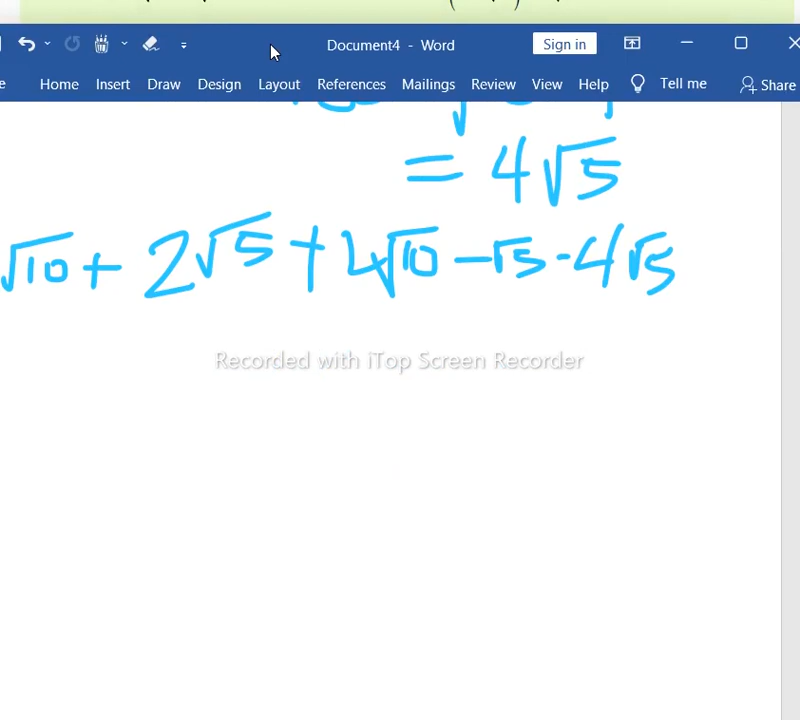 Document4 - Word
Sign in
Home Insert Draw Design Layout References Mailings Review View Help Tell me Share
= 4√5
√10 + 2√5 + 4√10 - √5 - 4√5
Recorded with iTop Screen Recorder